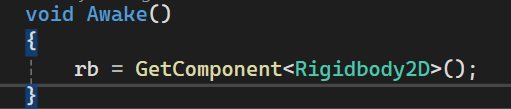 void Awake()
{
    rb = GetComponent<Rigidbody2D>();
}